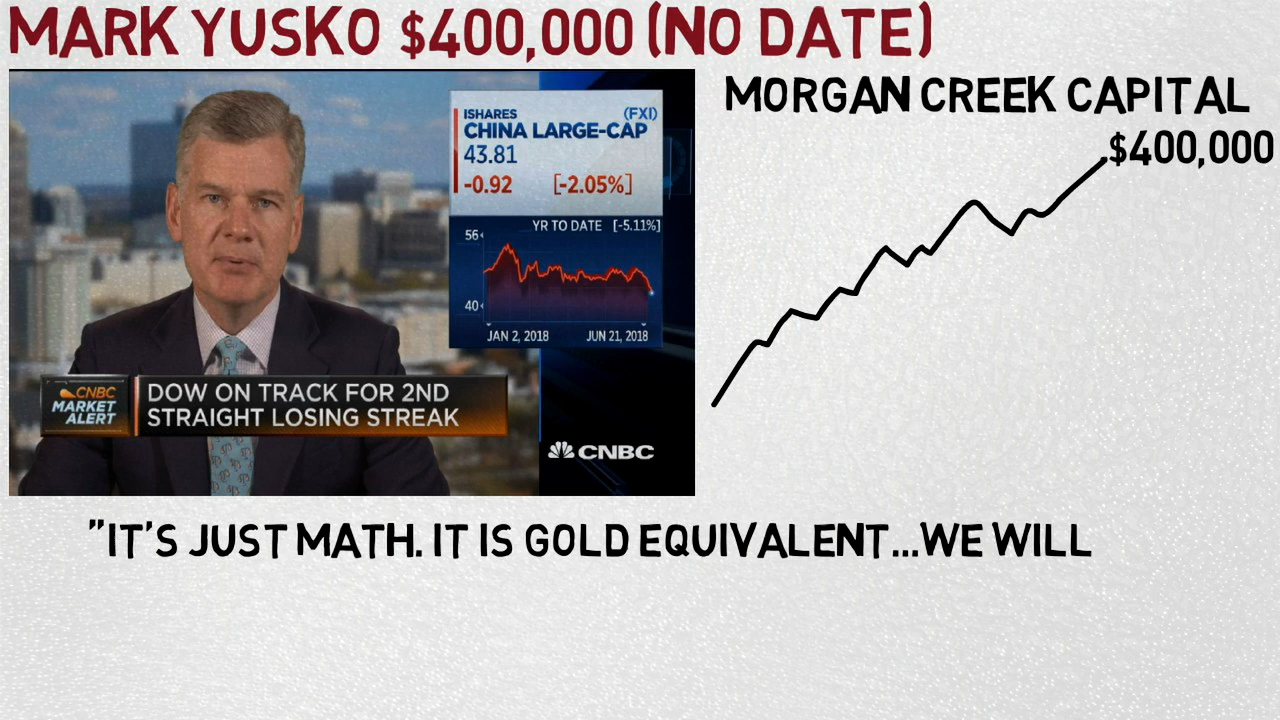 MARK YUSKO $400,000 (NO DATE)
MORGAN CREEK CAPITAL
$400,000
ISHARES (FXI)
CHINA LARGE-CAP
43.81
-0.92 [-2.05%]
YR TO DATE [-5.11%]
56
40
JAN 2, 2018 JUN 21, 2018
CNBC
MARKET
ALERT
DOW ON TRACK FOR 2ND
STRAIGHT LOSING STREAK
CNBC
"IT'S JUST MATH. IT IS GOLD EQUIVALENT...WE WILL